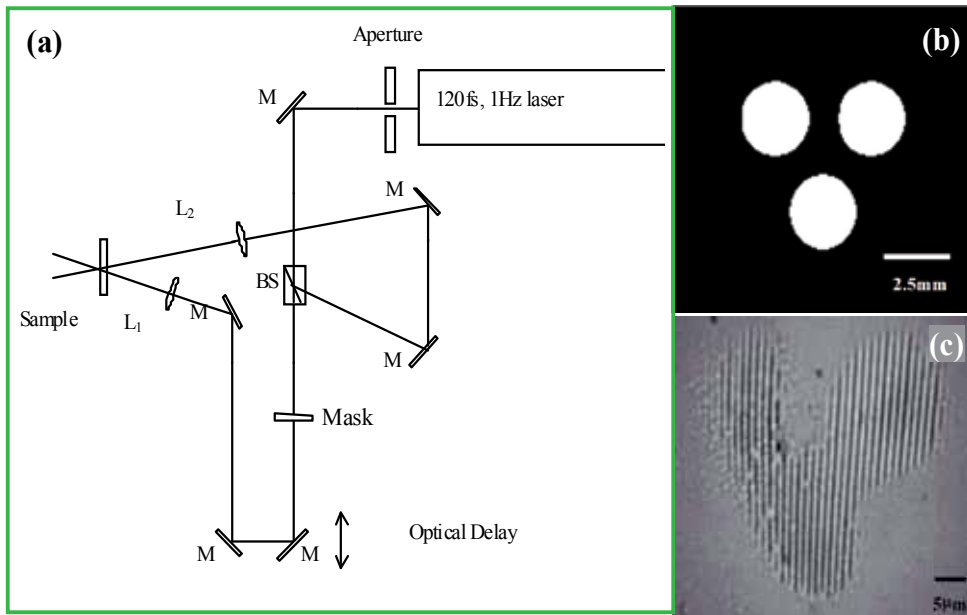 (a)
Aperture
M
120fs, 1Hz laser
M
L2
BS
Sample
L1
M
M
Mask
M
M
Optical Delay
(b)
2.5mm
(c)
5µm